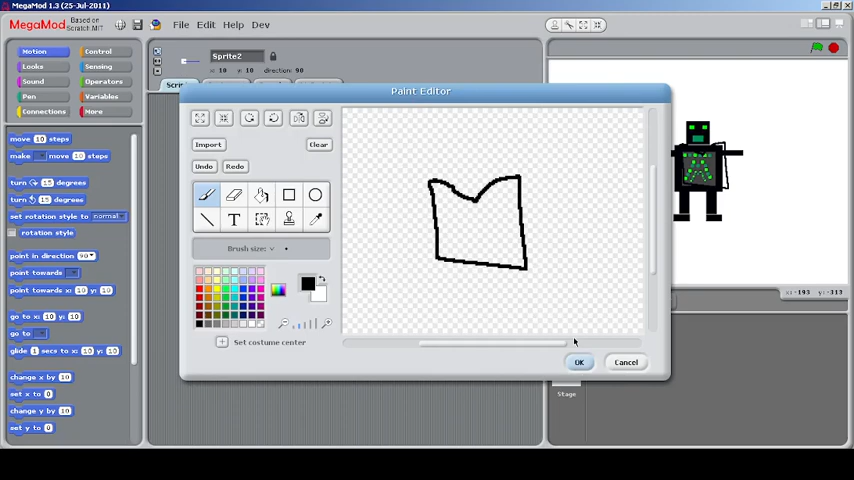 MegaMod 1.3 (25-Jul-2011)
MegaMod Based on Scratch MIT
File Edit Help Dev
Motion Control
Looks Sensing
Sound Operators
Pen Variables
Connections More
Sprite2
x: 10 y: 10 direction: 90
Paint Editor
Import Clear
Undo Redo
T
Brush size:
Set costume center
OK Cancel
move 10 steps
make move 10 steps
turn 15 degrees
turn 15 degrees
set rotation style to normal
rotation style
point in direction 90
point towards
point towards x: 10 y: 10
go to x: 10 y: 10
go to
glide 1 secs to x: 10 y: 10
change x by 10
set x to 0
change y by 10
set y to 0
x:-193 y:-313
Stage